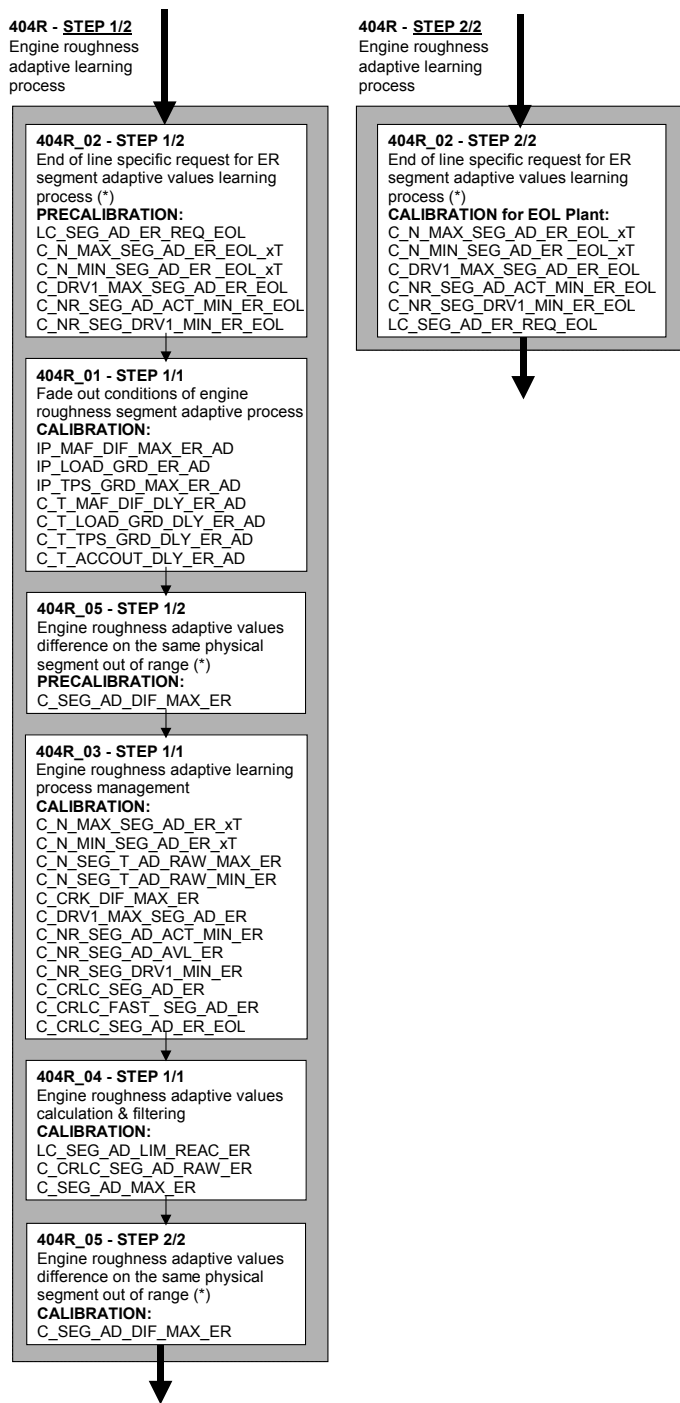 404R - STEP 1/2
Engine roughness
adaptive learning
process
404R_02 - STEP 1/2
End of line specific request for ER
segment adaptive values learning
process (*)
PRECALIBRATION:
LC_SEG_AD_ER_REQ_EOL
C_N_MAX_SEG_AD_ER_EOL_xT
C_N_MIN_SEG_AD_ER _EOL_xT
C_DRV1_MAX_SEG_AD_ER_EOL
C_NR_SEG_AD_ACT_MIN_ER_EOL
C_NR_SEG_DRV1_MIN_ER_EOL
404R_01 - STEP 1/1
Fade out conditions of engine
roughness segment adaptive process
CALIBRATION:
IP_MAF_DIF_MAX_ER_AD
IP_LOAD_GRD_ER_AD
IP_TPS_GRD_MAX_ER_AD
C_T_MAF_DIF_DLY_ER_AD
C_T_LOAD_GRD_DLY_ER_AD
C_T_TPS_GRD_DLY_ER_AD
C_T_ACCOUT_DLY_ER_AD
404R_05 - STEP 1/2
Engine roughness adaptive values
difference on the same physical
segment out of range (*)
PRECALIBRATION:
C_SEG_AD_DIF_MAX_ER
404R_03 - STEP 1/1
Engine roughness adaptive learning
process management
CALIBRATION:
C_N_MAX_SEG_AD_ER_xT
C_N_MIN_SEG_AD_ER_xT
C_N_SEG_T_AD_RAW_MAX_ER
C_N_SEG_T_AD_RAW_MIN_ER
C_CRK_DIF_MAX_ER
C_DRV1_MAX_SEG_AD_ER
C_NR_SEG_AD_ACT_MIN_ER
C_NR_SEG_AD_AVL_ER
C_NR_SEG_DRV1_MIN_ER
C_CRLC_SEG_AD_ER
C_CRLC_FAST_ SEG_AD_ER
C_CRLC_SEG_AD_ER_EOL
404R_04 - STEP 1/1
Engine roughness adaptive values
calculation & filtering
CALIBRATION:
LC_SEG_AD_LIM_REAC_ER
C_CRLC_SEG_AD_RAW_ER
C_SEG_AD_MAX_ER
404R_05 - STEP 2/2
Engine roughness adaptive values
difference on the same physical
segment out of range (*)
CALIBRATION:
C_SEG_AD_DIF_MAX_ER
404R - STEP 2/2
Engine roughness
adaptive learning
process
404R_02 - STEP 2/2
End of line specific request for ER
segment adaptive values learning
process (*)
CALIBRATION for EOL Plant:
C_N_MAX_SEG_AD_ER_EOL_xT
C_N_MIN_SEG_AD_ER _EOL_xT
C_DRV1_MAX_SEG_AD_ER_EOL
C_NR_SEG_AD_ACT_MIN_ER_EOL
C_NR_SEG_DRV1_MIN_ER_EOL
LC_SEG_AD_ER_REQ_EOL